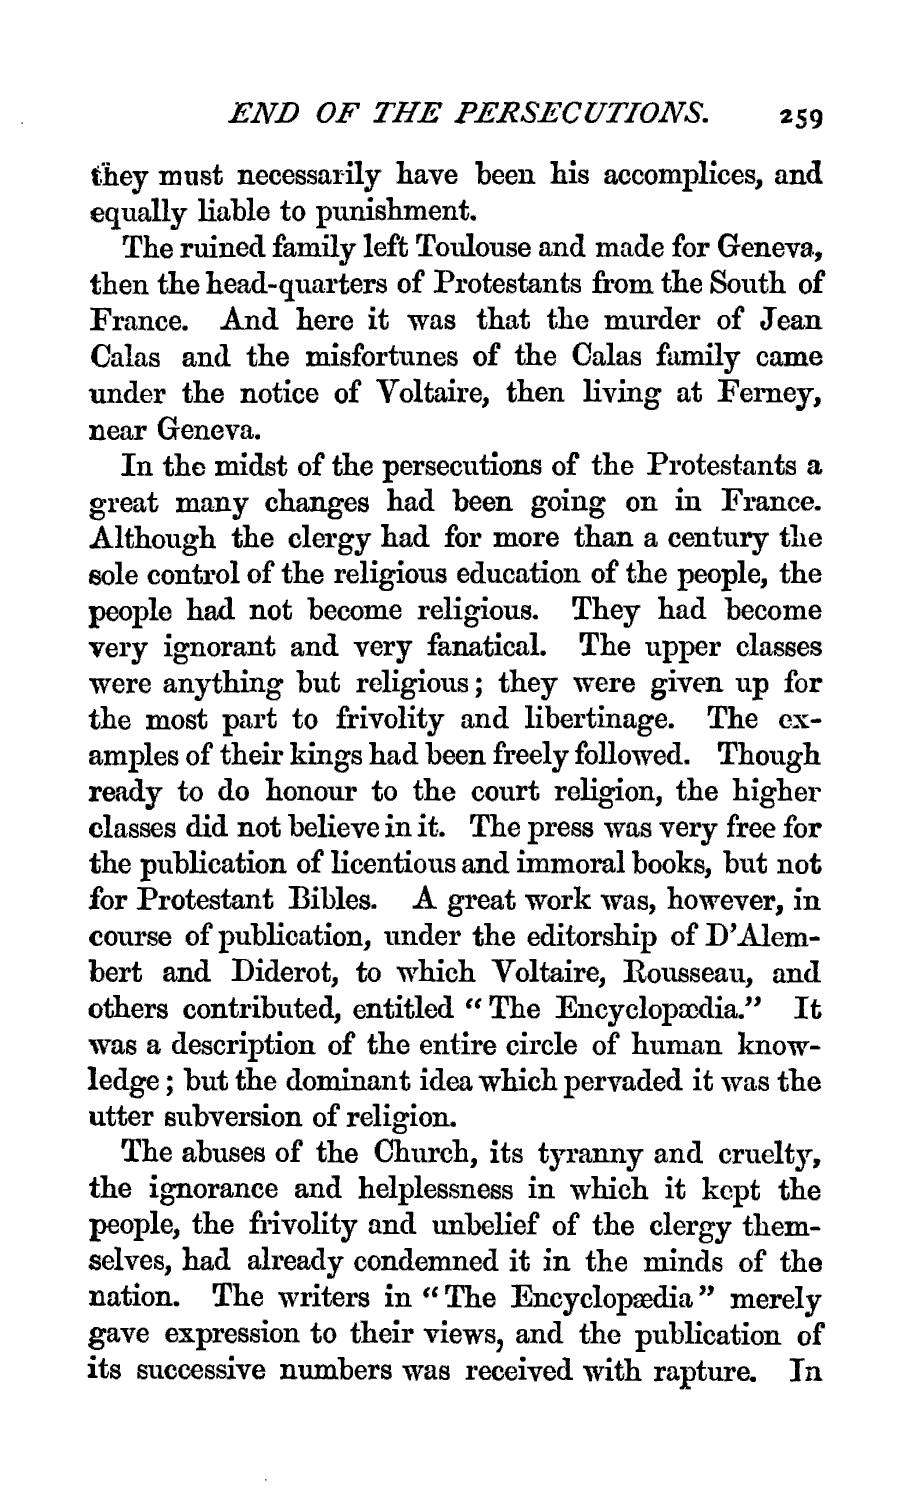 END OF THE PERSECUTIONS. 259
they must necessarily have been his accomplices, and
equally liable to punishment.
The ruined family left Toulouse and made for Geneva,
then the head-quarters of Protestants from the South of
France. And here it was that the murder of Jean
Calas and the misfortunes of the Calas family came
under the notice of Voltaire, then living at Ferney,
near Geneva.
In the midst of the persecutions of the Protestants a
great many changes had been going on in France.
Although the clergy had for more than a century the
sole control of the religious education of the people, the
people had not become religious. They had become
very ignorant and very fanatical. The upper classes
were anything but religious; they were given up for
the most part to frivolity and libertinage. The ex-
amples of their kings had been freely followed. Though
ready to do honour to the court religion, the higher
classes did not believe in it. The press was very free for
the publication of licentious and immoral books, but not
for Protestant Bibles. A great work was, however, in
course of publication, under the editorship of D'Alem-
bert and Diderot, to which Voltaire, Rousseau, and
others contributed, entitled "The Encyclopædia." It
was a description of the entire circle of human know-
ledge; but the dominant idea which pervaded it was the
utter subversion of religion.
The abuses of the Church, its tyranny and cruelty,
the ignorance and helplessness in which it kept the
people, the frivolity and unbelief of the clergy them-
selves, had already condemned it in the minds of the
nation. The writers in "The Encyclopædia" merely
gave expression to their views, and the publication of
its successive numbers was received with rapture. In